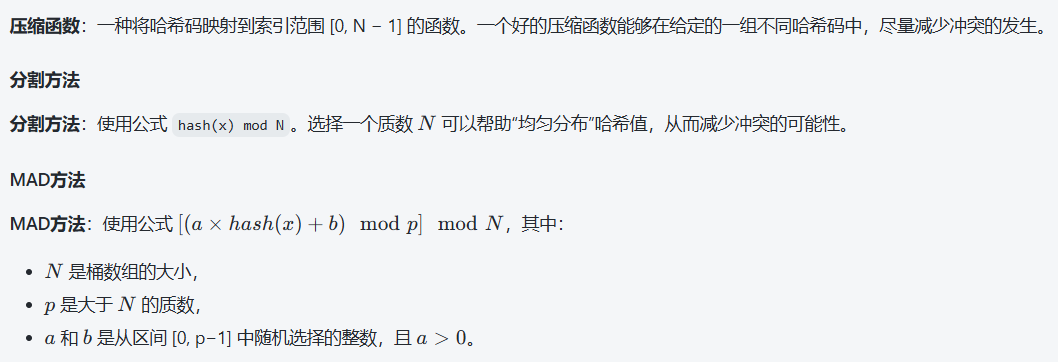 压缩函数：一种将哈希码映射到索引范围 [0, N − 1] 的函数。一个好的压缩函数能够在给定的一组不同哈希码中，尽量减少冲突的发生。
分割方法
分割方法：使用公式 hash(x) mod N。选择一个质数 N 可以帮助“均匀分布”哈希值，从而减少冲突的可能性。
MAD方法
MAD方法：使用公式 [(a × hash(x) + b) mod p] mod N，其中：
• N 是桶数组的大小，
• p 是大于 N 的质数，
• a 和 b 是从区间 [0, p−1] 中随机选择的整数，且 a > 0。